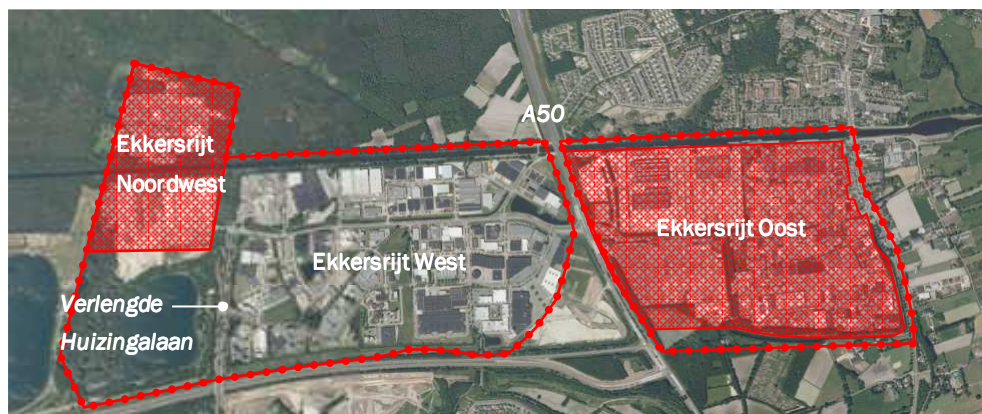 A50
Ekkersrijt
Noordwest
Ekkersrijt Oost
Ekkersrijt West
Verlengde
Huizingalaan